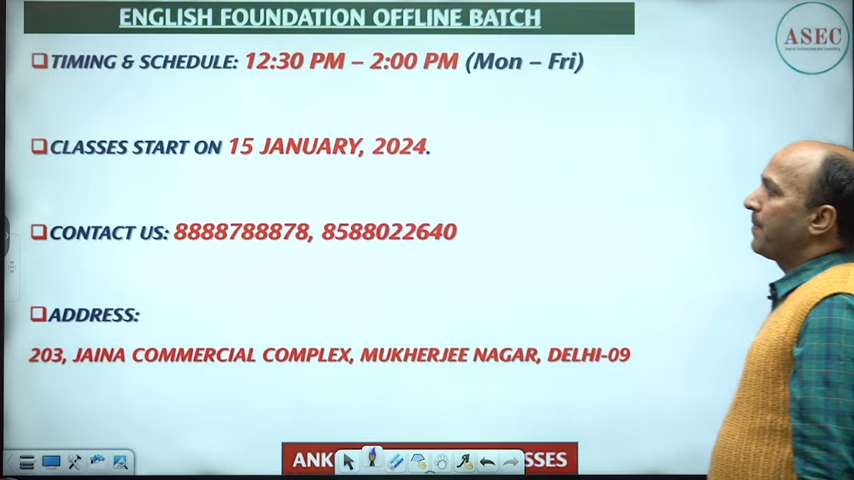 ENGLISH FOUNDATION OFFLINE BATCH
ASEC
❑TIMING & SCHEDULE: 12:30 PM – 2:00 PM (Mon – Fri)
❑CLASSES START ON 15 JANUARY, 2024.
❑CONTACT US: 8888788878, 8588022640
❑ADDRESS:
203, JAINA COMMERCIAL COMPLEX, MUKHERJEE NAGAR, DELHI-09
ANK
SSES